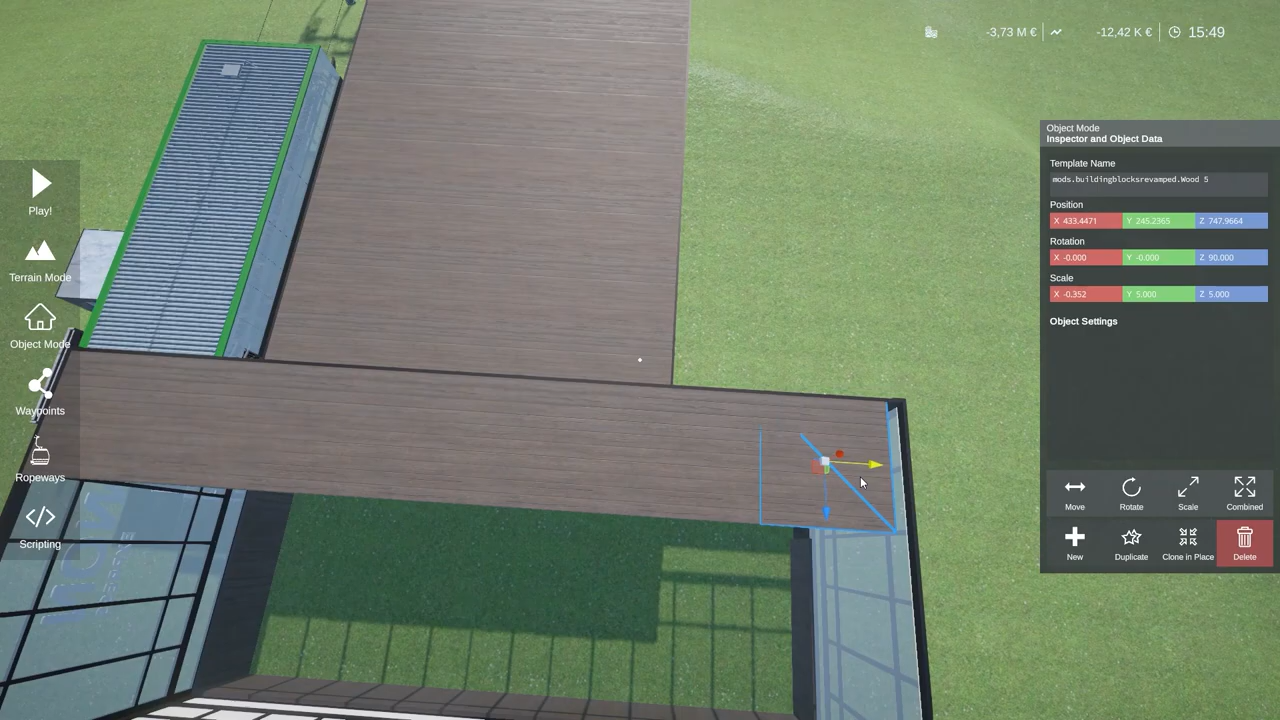 -3,73 M €
-12,42 K €
15:49
Play!
Terrain Mode
Object Mode
Waypoints
Ropeways
Scripting
Object Mode
Inspector and Object Data
Template Name
mods.buildingblocksrevamped.Wood 5
Position
X 433.4471 Y 245.2365 Z 747.9664
Rotation
X -0.000 Y -0.000 Z 90.000
Scale
X -0.352 Y 5.000 Z 5.000
Object Settings
Move Rotate Scale Combined
New Duplicate Clone in Place Delete